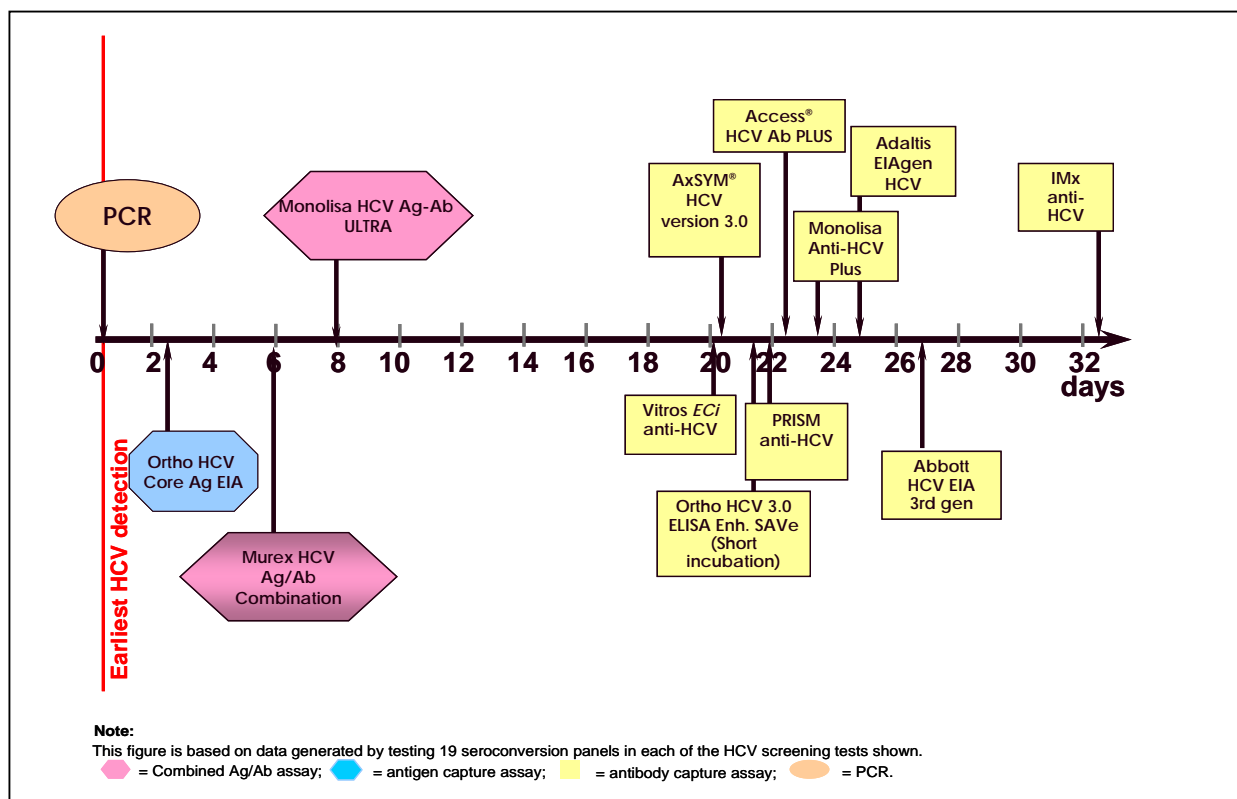 Access®
HCV Ab PLUS
Adaltis
EIAgen
HCV
AxSYM®
HCV
version 3.0
IMx
anti-
HCV
PCR
Monolisa HCV Ag-Ab
ULTRA
Monolisa
Anti-HCV
Plus
0 2 4 6 8 10 12 14 16 18 20 22 24 26 28 30 32
days
Vitros ECi
anti-HCV
PRISM
anti-HCV
Ortho HCV
Core Ag EIA
Abbott
HCV EIA
3rd gen
Ortho HCV 3.0
ELISA Enh. SAVe
(Short
incubation)
Murex HCV
Ag/Ab
Combination
Earliest HCV detection
Note:
This figure is based on data generated by testing 19 seroconversion panels in each of the HCV screening tests shown.
= Combined Ag/Ab assay; = antigen capture assay; = antibody capture assay; = PCR.